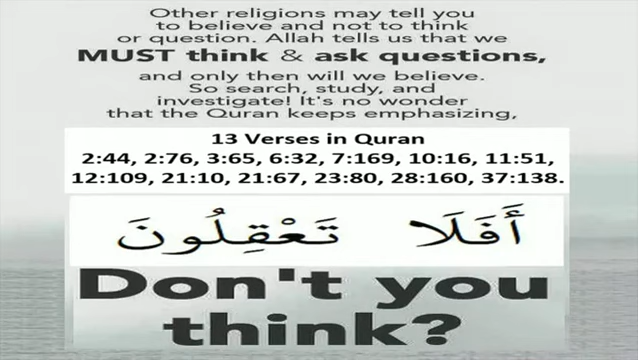 Other religions may tell you
to believe and not to think
or question. Allah tells us that we
MUST think & ask questions,
and only then will we believe.
So search, study, and
investigate! It's no wonder
that the Quran keeps emphasizing,
13 Verses in Quran
2:44, 2:76, 3:65, 6:32, 7:169, 10:16, 11:51,
12:109, 21:10, 21:67, 23:80, 28:160, 37:138.
أَفَلَا تَعْقِلُونَ
Don't you
think?